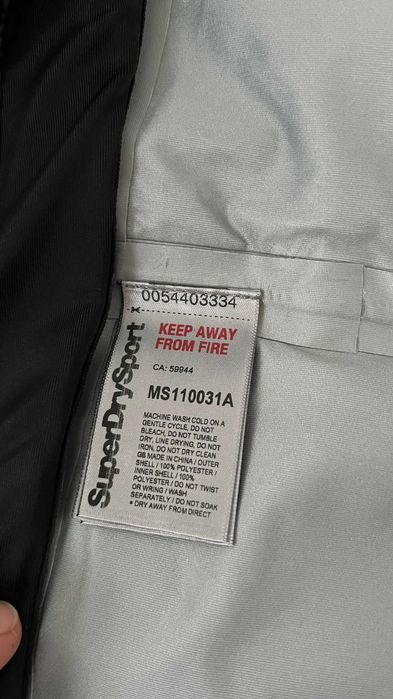 0054403334
SuperDrySport
KEEP AWAY
FROM FIRE
CA: 59944
MS110031A
MACHINE WASH COLD ON A
GENTLE CYCLE, DO NOT
BLEACH, DO NOT TUMBLE
DRY, LINE DRYING, DO NOT
IRON, DO NOT DRY CLEAN
GB MADE IN CHINA / OUTER
SHELL / 100% POLYESTER /
INNER SHELL / 100%
POLYESTER / DO NOT TWIST
OR WRING / WASH
SEPARATELY / DO NOT SOAK
• DRY AWAY FROM DIRECT